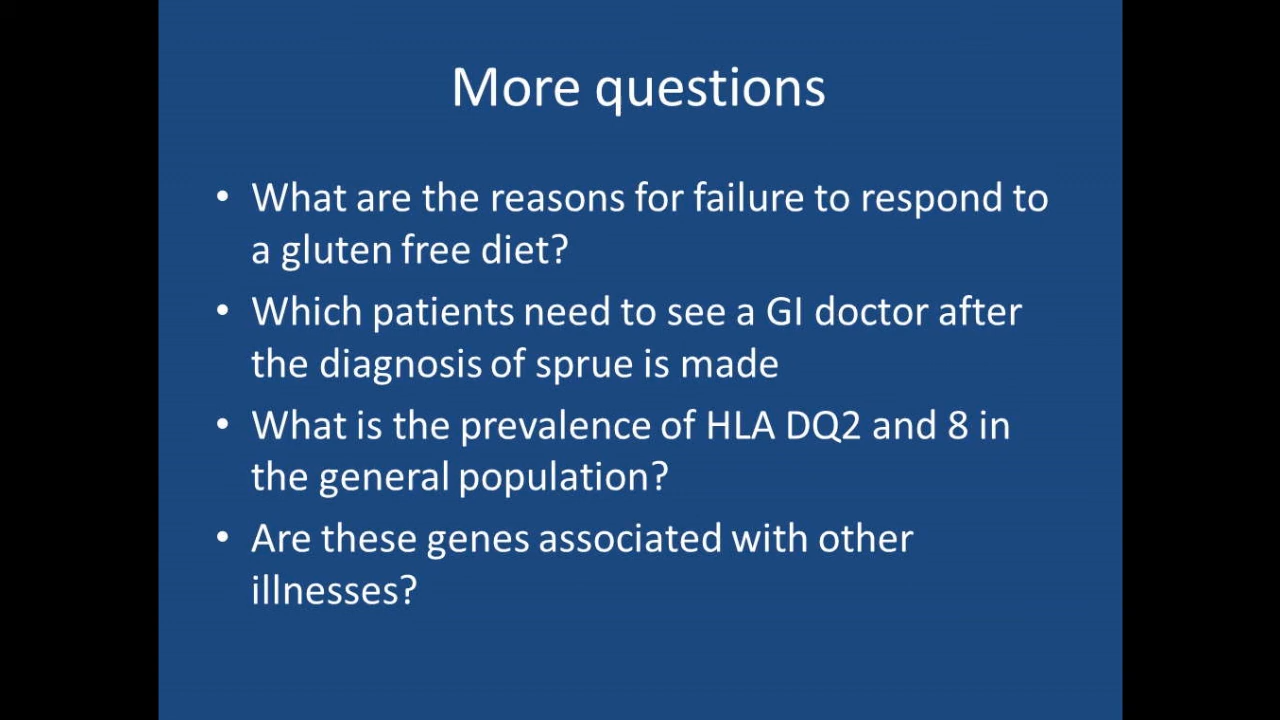 More questions
• What are the reasons for failure to respond to
a gluten free diet?
• Which patients need to see a GI doctor after
the diagnosis of sprue is made
• What is the prevalence of HLA DQ2 and 8 in
the general population?
• Are these genes associated with other
illnesses?